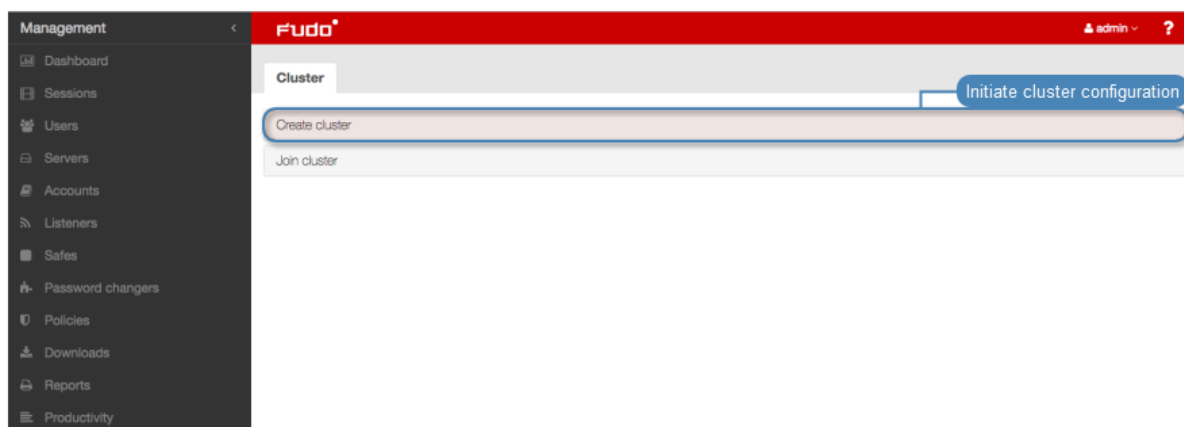 Management
FUDO
admin
?
Dashboard
Sessions
Users
Servers
Accounts
Listeners
Safes
Password changers
Policies
Downloads
Reports
Productivity
Cluster
Initiate cluster configuration
Create cluster
Join cluster